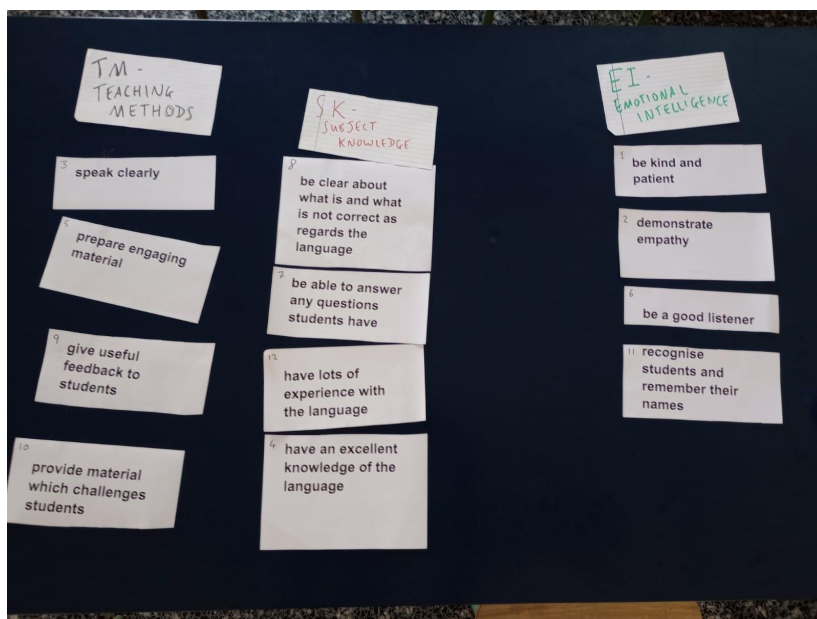 TM -
TEACHING
METHODS
3
speak clearly
5
prepare engaging
material
9
give useful
feedback to
students
10
provide material
which challenges
students
SK -
SUBJECT
KNOWLEDGE
8
be clear about
what is and what
is not correct as
regards the
language
7
be able to answer
any questions
students have
12
have lots of
experience with
the language
4
have an excellent
knowledge of the
language
EI -
EMOTIONAL
INTELLIGENCE
1
be kind and
patient
2
demonstrate
empathy
6
be a good listener
11
recognise
students and
remember their
names